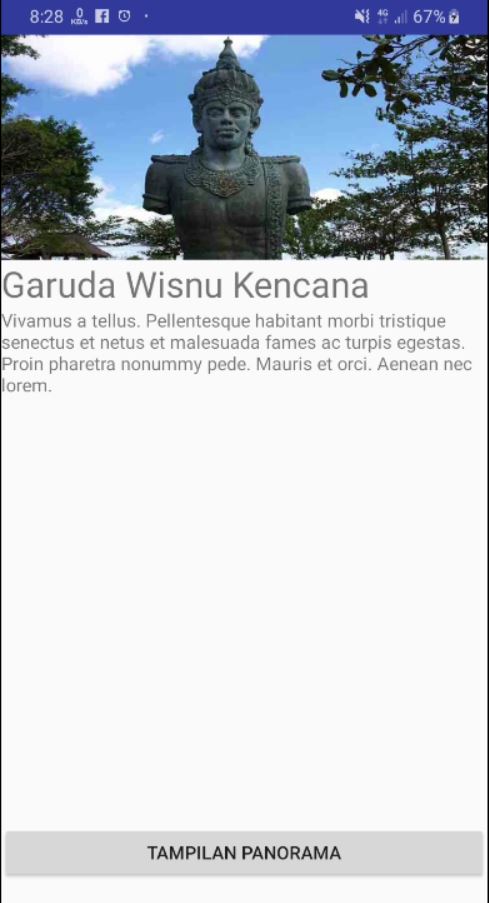 8:28 0 KB/s 4G 67%
Garuda Wisnu Kencana
Vivamus a tellus. Pellentesque habitant morbi tristique
senectus et netus et malesuada fames ac turpis egestas.
Proin pharetra nonummy pede. Mauris et orci. Aenean nec
lorem.
TAMPILAN PANORAMA